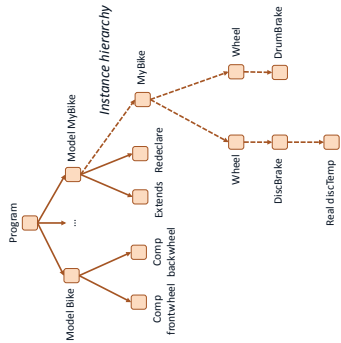 Program
Model Bike
...
Model MyBike
Instance hierarchy
Comp
frontwheel
Comp
backwheel
Extends
Redeclare
MyBike
Wheel
Wheel
DiscBrake
DrumBrake
Real discTemp